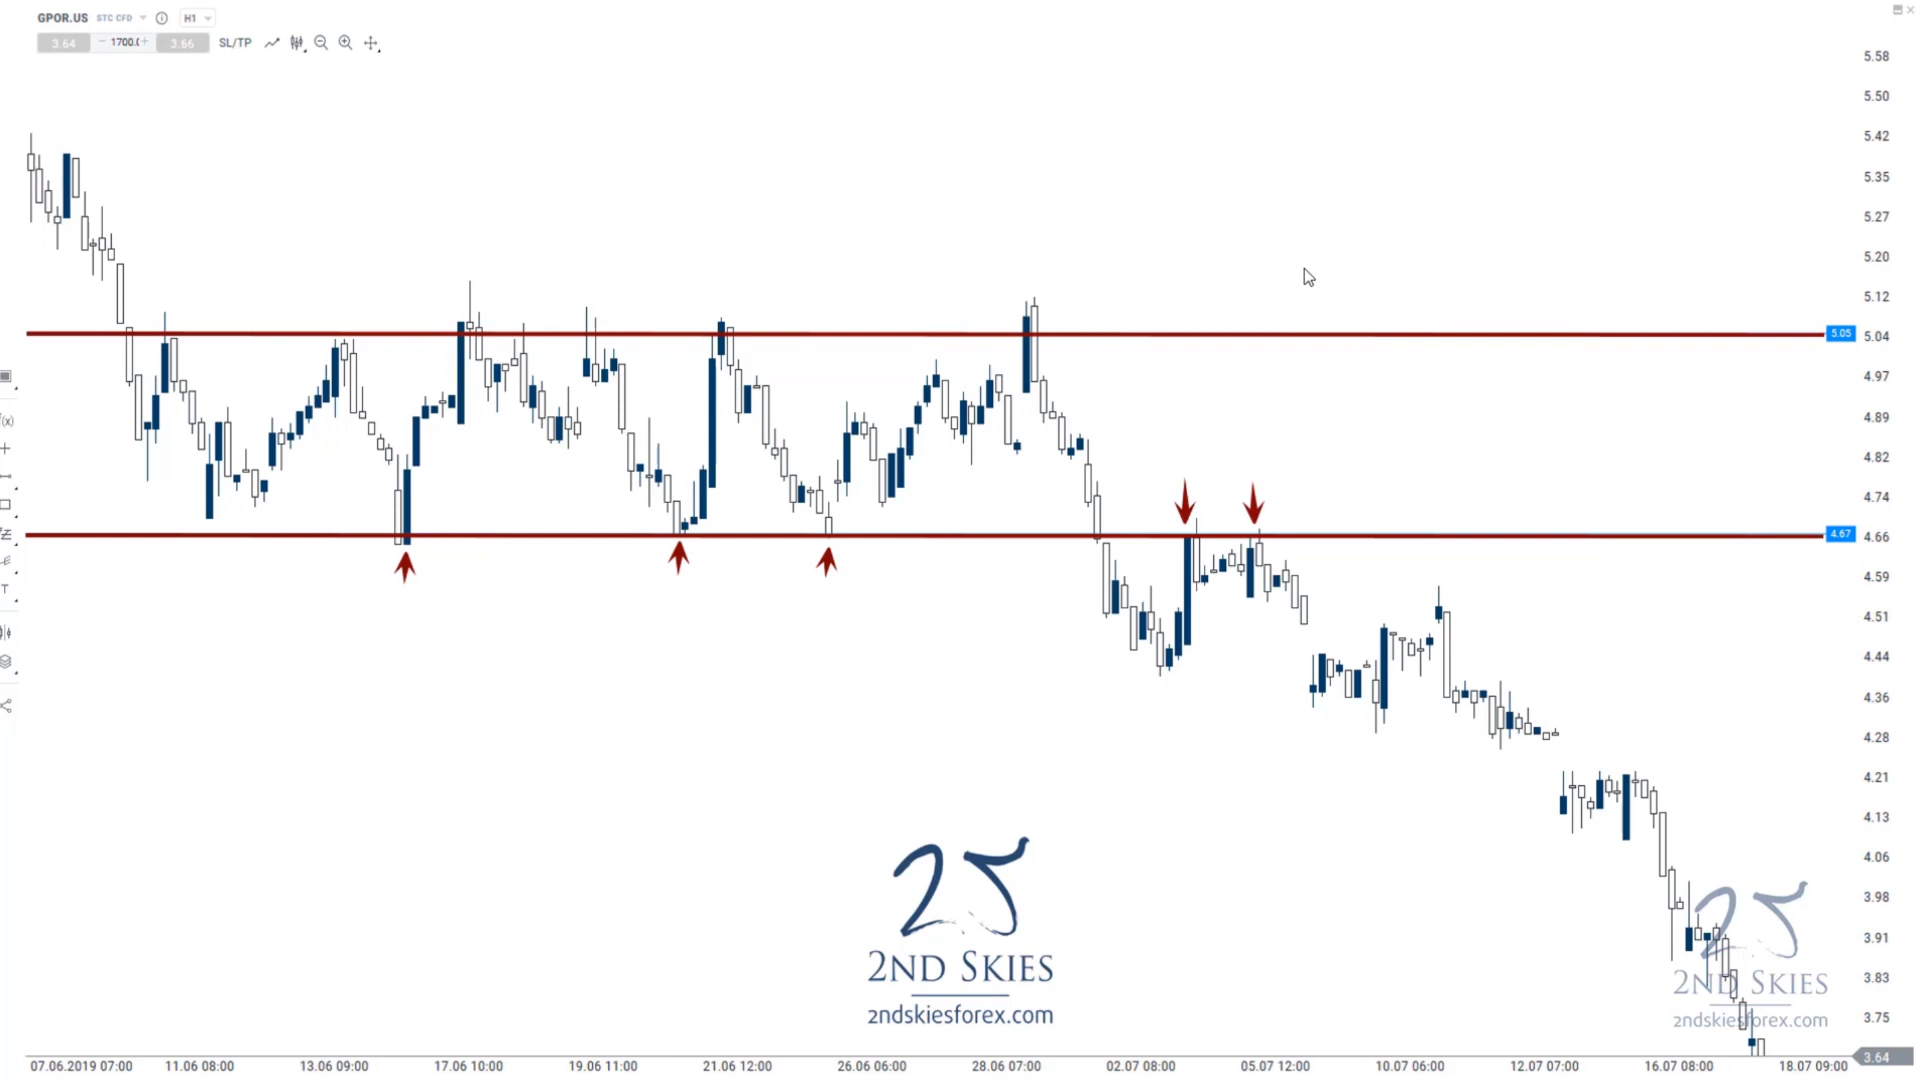 GPOR.US STC CFD H1
3.64 − 1700.0 + 3.66 SL/TP
5.58
5.50
5.42
5.35
5.27
5.20
5.12
5.05
5.04
4.97
4.89
4.82
4.74
4.67
4.66
4.59
4.51
4.44
4.36
4.28
4.21
4.13
4.06
3.98
3.91
3.83
3.75
3.64
f(x)
T
2S
2ND SKIES
2ndskiesforex.com
2S
2ND SKIES
2ndskiesforex.com
07.06.2019 07:00 11.06 08:00 13.06 09:00 17.06 10:00 19.06 11:00 21.06 12:00 26.06 06:00 28.06 07:00 02.07 08:00 05.07 12:00 10.07 06:00 12.07 07:00 16.07 08:00 18.07 09:00